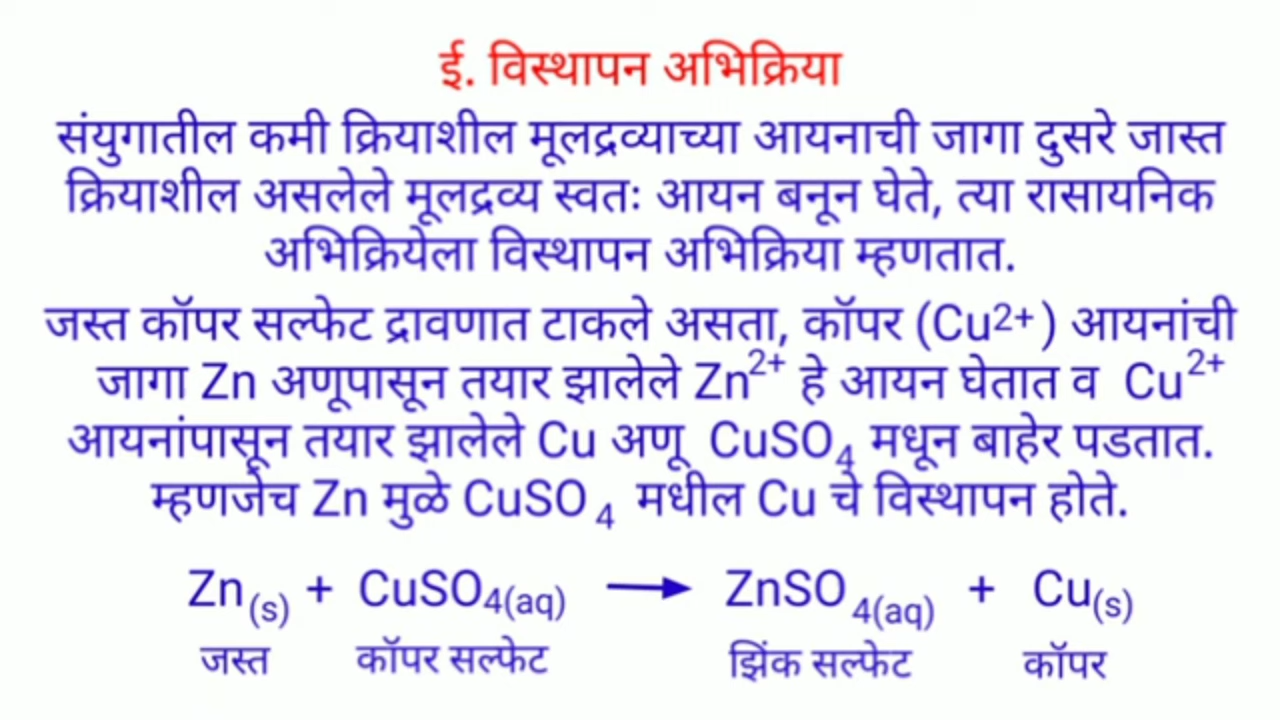 ई. विस्थापन अभिक्रिया
संयुगातील कमी क्रियाशील मूलद्रव्याच्या आयनाची जागा दुसरे जास्त
क्रियाशील असलेले मूलद्रव्य स्वतः आयन बनून घेते, त्या रासायनिक
अभिक्रियेला विस्थापन अभिक्रिया म्हणतात.
जस्त कॉपर सल्फेट द्रावणात टाकले असता, कॉपर (Cu²⁺) आयनांची
जागा Zn अणूपासून तयार झालेले Zn²⁺ हे आयन घेतात व Cu²⁺
आयनांपासून तयार झालेले Cu अणू CuSO₄ मधून बाहेर पडतात.
म्हणजेच Zn मुळे CuSO₄ मधील Cu चे विस्थापन होते.
Zn(s) + CuSO₄(aq) → ZnSO₄(aq) + Cu(s)
जस्त कॉपर सल्फेट झिंक सल्फेट कॉपर